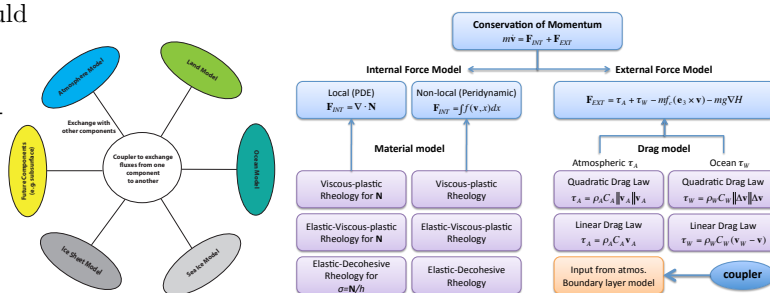 uld
Atmosphere Model
Land Model
Exchange with
other components
Coupler to exchange
fluxes from one
component
to another
Future Components
(e.g. subsurface)
Ocean Model
Ice Sheet Model
Sea Ice Model
Conservation of Momentum
mv̇ = F_INT + F_EXT
Internal Force Model
External Force Model
Local (PDE)
F_INT = ∇ · N
Non-local (Peridynamic)
F_INT = ∫f(v,x)dx
F_EXT = τ_A + τ_W − mf_c(e₃ × v) − mg∇H
Material model
Drag model
Atmospheric τ_A
Ocean τ_W
Viscous-plastic
Rheology for N
Viscous-plastic
Rheology
Quadratic Drag Law
τ_A = ρ_A C_A ‖v_A‖ v_A
Quadratic Drag Law
τ_W = ρ_W C_W ‖Δv‖ Δv
Elastic-Viscous-plastic
Rheology for N
Elastic-Viscous-plastic
Rheology
Linear Drag Law
τ_A = ρ_A C_A v_A
Linear Drag Law
τ_W = ρ_W C_W (v_W − v)
Elastic-Decohesive
Rheology for
σ=N/h
Elastic-Decohesive
Rheology
Input from atmos.
Boundary layer model
coupler